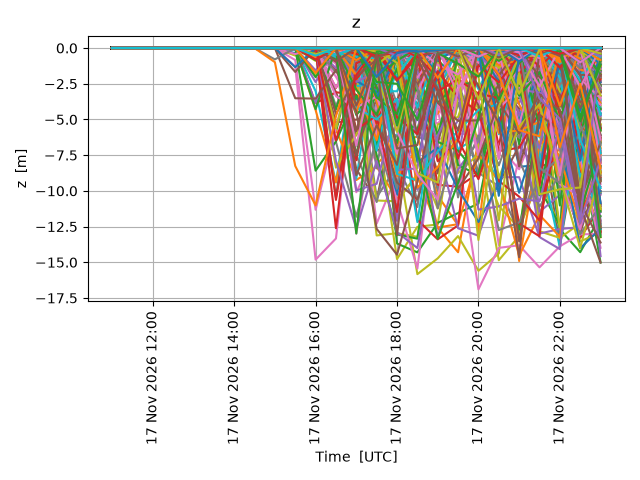 z
0.0
−2.5
−5.0
−7.5
−10.0
−12.5
−15.0
−17.5
z [m]
17 Nov 2026 12:00
17 Nov 2026 14:00
17 Nov 2026 16:00
17 Nov 2026 18:00
17 Nov 2026 20:00
17 Nov 2026 22:00
Time [UTC]